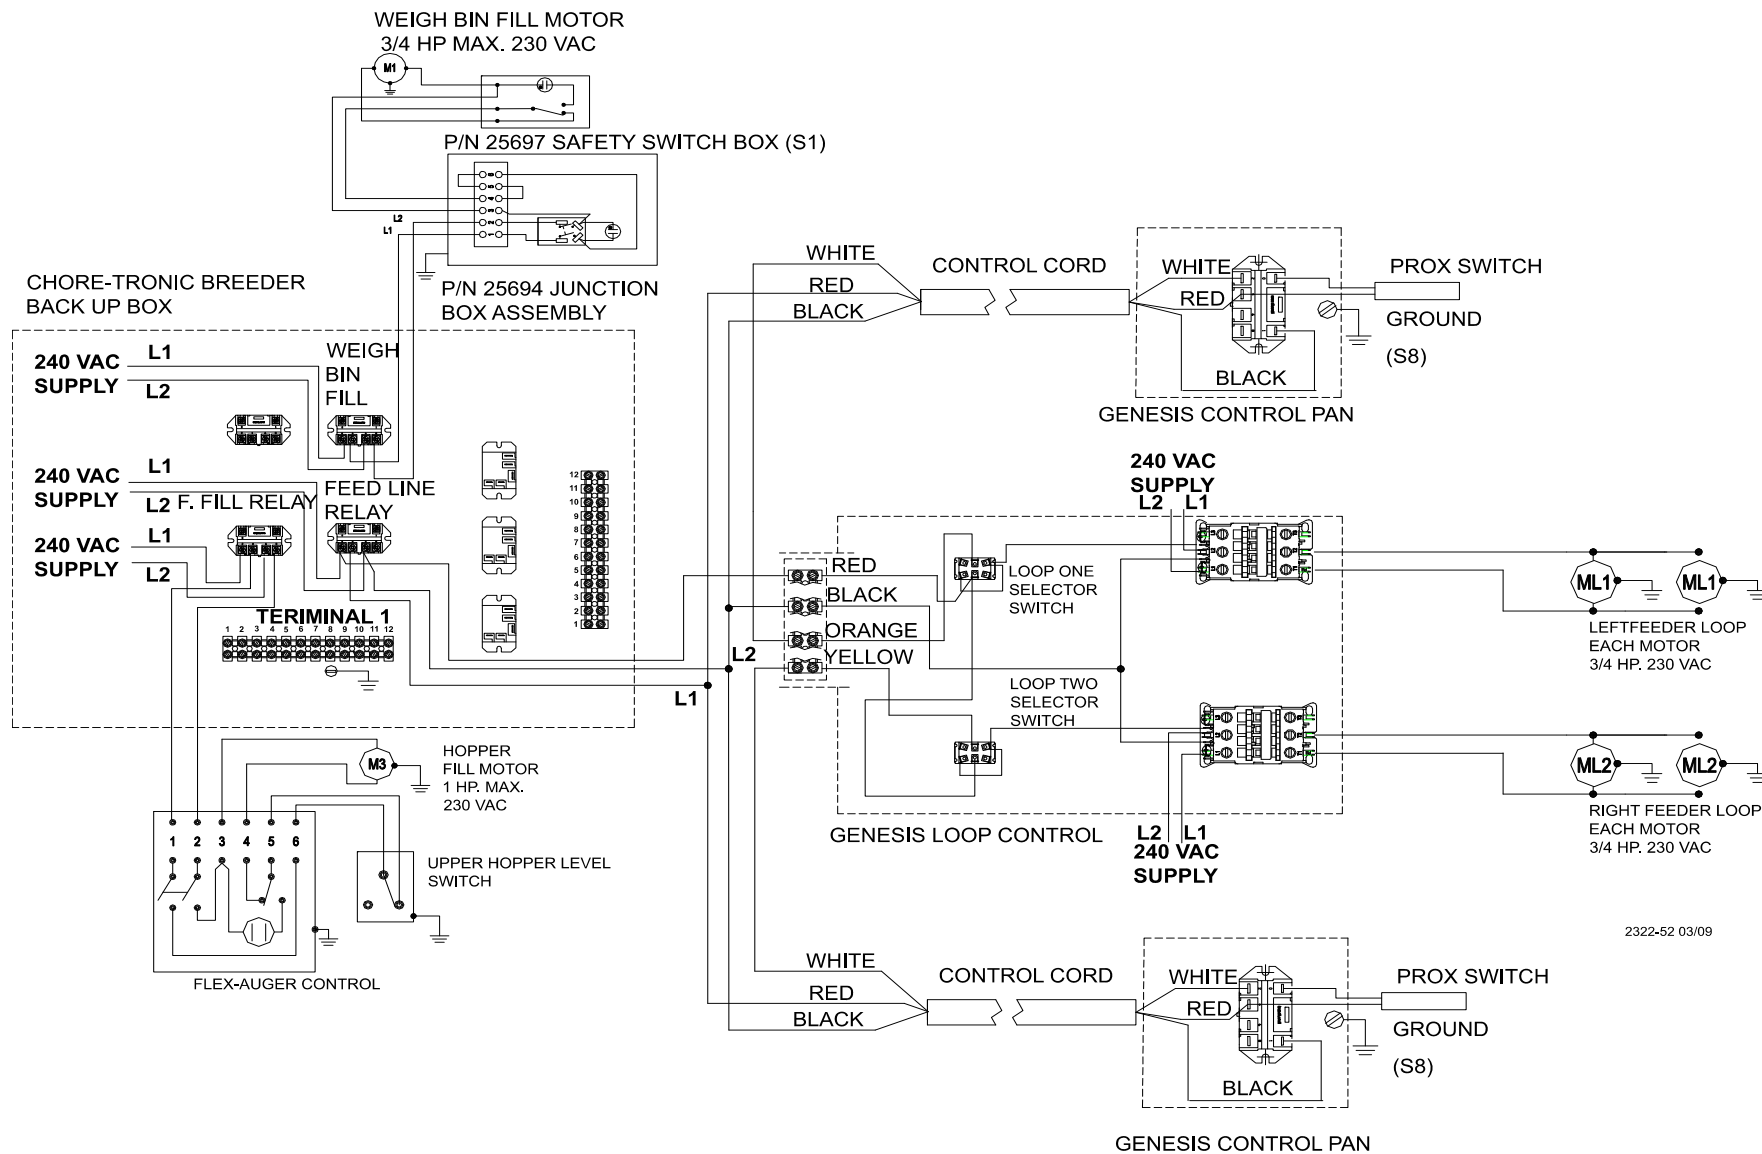 WEIGH BIN FILL MOTOR
3/4 HP MAX. 230 VAC
M1
P/N 25697 SAFETY SWITCH BOX (S1)
L2
L1
6
5
4
3
2
1
P/N 25694 JUNCTION
BOX ASSEMBLY
CHORE-TRONIC BREEDER
BACK UP BOX
240 VAC
SUPPLY
L1
L2
WEIGH
BIN
FILL
240 VAC
SUPPLY
L1
L2
F. FILL RELAY
FEED LINE
RELAY
240 VAC
SUPPLY
L1
L2
TERIMINAL 1
1 2 3 4 5 6 7 8 9 10 11 12
12
11
10
9
8
7
6
5
4
3
2
1
L2
L1
HOPPER
FILL MOTOR
1 HP. MAX.
230 VAC
M3
1 2 3 4 5 6
UPPER HOPPER LEVEL
SWITCH
FLEX-AUGER CONTROL
WHITE
RED
BLACK
CONTROL CORD
WHITE
RED
BLACK
PROX SWITCH
GROUND
(S8)
GENESIS CONTROL PAN
240 VAC
SUPPLY
L2 L1
RED
BLACK
ORANGE
YELLOW
LOOP ONE
SELECTOR
SWITCH
LOOP TWO
SELECTOR
SWITCH
GENESIS LOOP CONTROL
L2 L1
240 VAC
SUPPLY
ML1 ML1
LEFTFEEDER LOOP
EACH MOTOR
3/4 HP. 230 VAC
ML2 ML2
RIGHT FEEDER LOOP
EACH MOTOR
3/4 HP. 230 VAC
2322-52 03/09
WHITE
RED
BLACK
CONTROL CORD
WHITE
RED
BLACK
PROX SWITCH
GROUND
(S8)
GENESIS CONTROL PAN